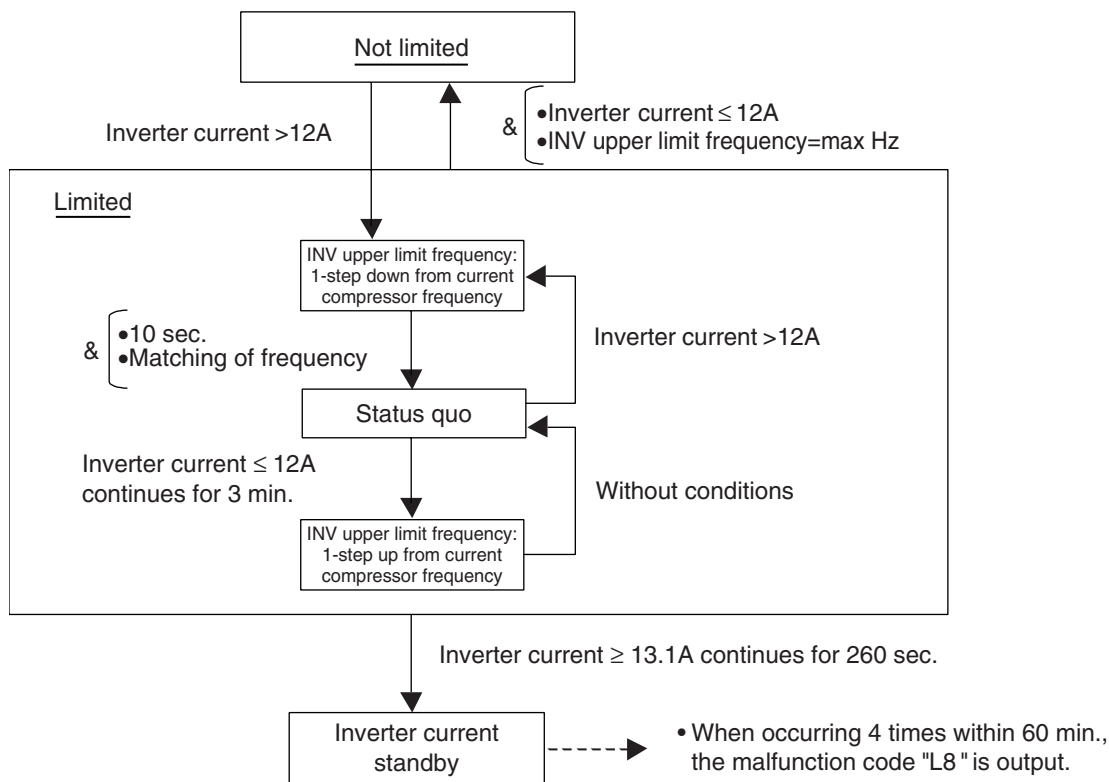 Not limited
Inverter current >12A
&
•Inverter current ≤ 12A
•INV upper limit frequency=max Hz
Limited
INV upper limit frequency:
1-step down from current
compressor frequency
&
•10 sec.
•Matching of frequency
Inverter current >12A
Status quo
Inverter current ≤ 12A
continues for 3 min.
Without conditions
INV upper limit frequency:
1-step up from current
compressor frequency
Inverter current ≥ 13.1A continues for 260 sec.
Inverter current
standby
• When occurring 4 times within 60 min.,
the malfunction code "L8" is output.